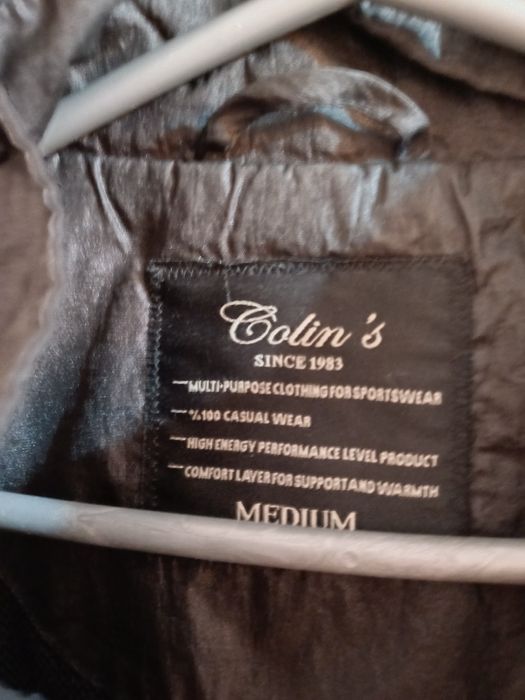 Colin's
SINCE 1983
MULTI-PURPOSE CLOTHING FOR SPORTSWEAR
%100 CASUAL WEAR
HIGH ENERGY PERFORMANCE LEVEL PRODUCT
COMFORT LAYER FOR SUPPORT AND WARMTH
MEDIUM